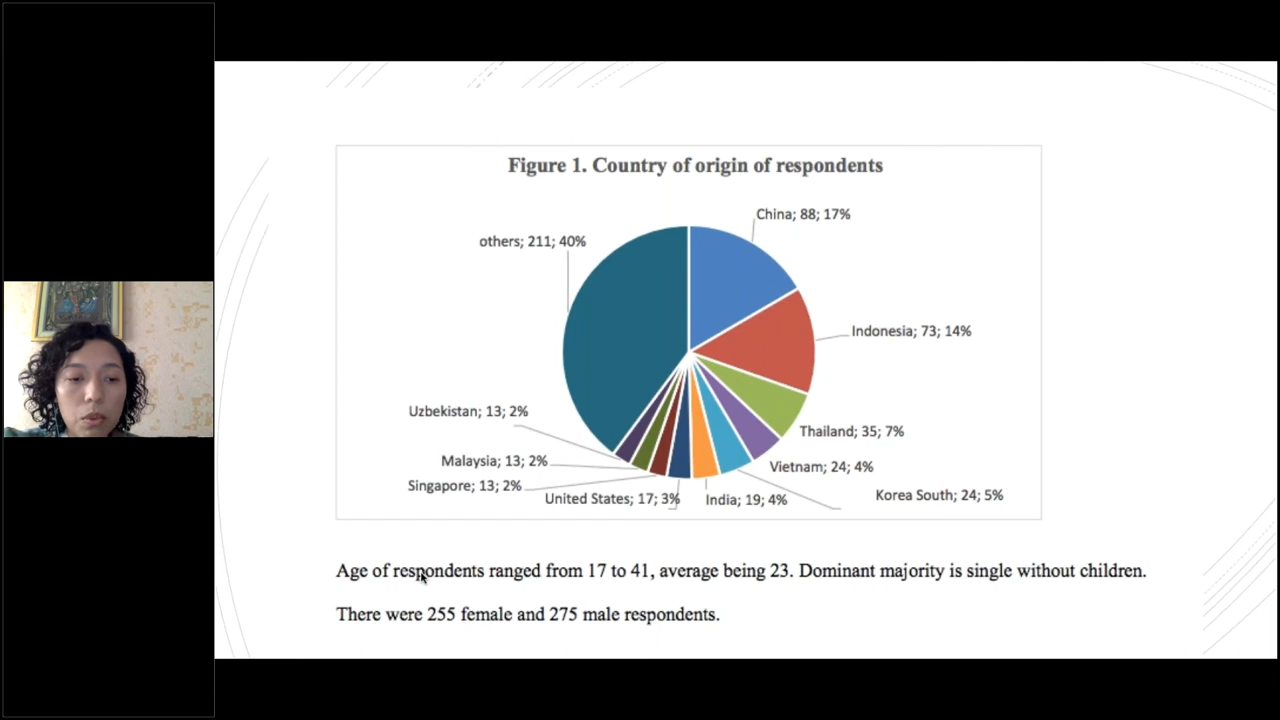 Figure 1. Country of origin of respondents
China; 88; 17%
others; 211; 40%
Indonesia; 73; 14%
Uzbekistan; 13; 2%
Thailand; 35; 7%
Malaysia; 13; 2%
Vietnam; 24; 4%
Singapore; 13; 2%
United States; 17; 3%
India; 19; 4%
Korea South; 24; 5%
Age of respondents ranged from 17 to 41, average being 23. Dominant majority is single without children.
There were 255 female and 275 male respondents.